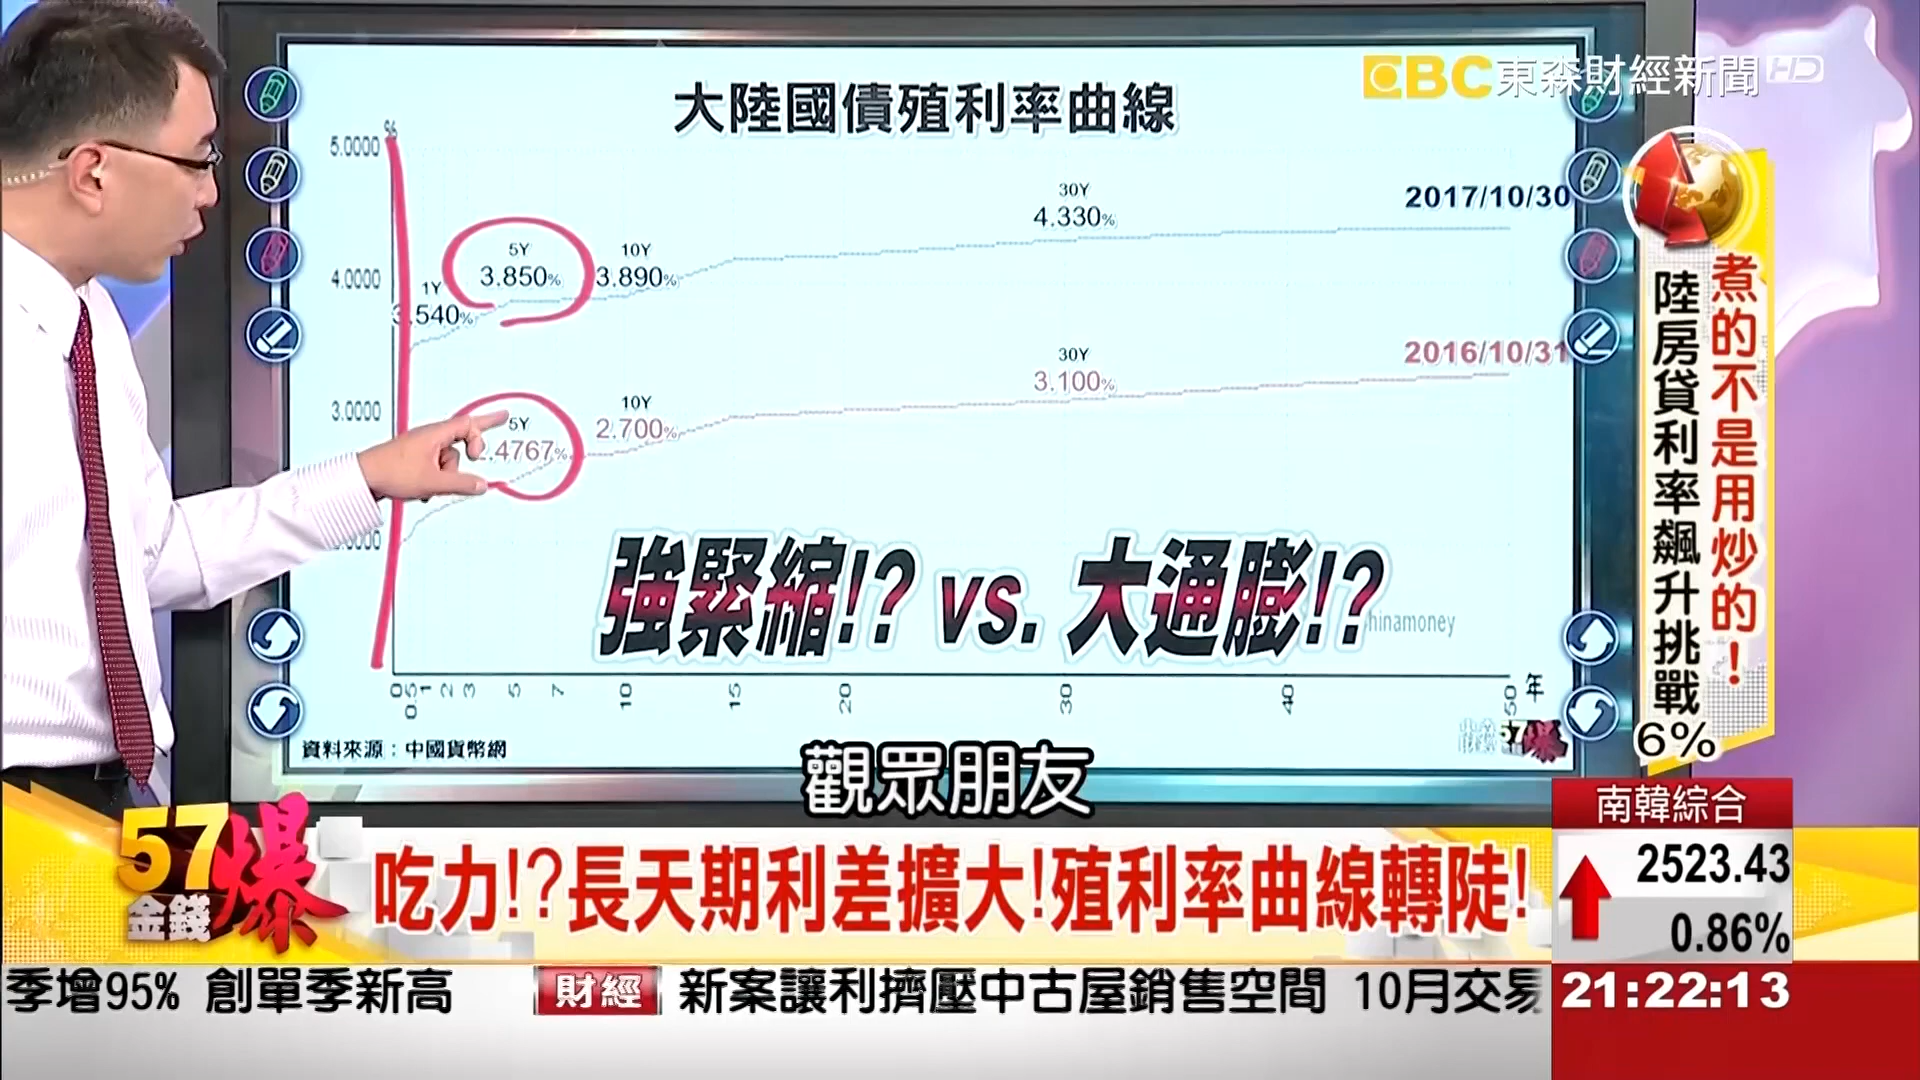 大陸國債殖利率曲線
EBC東森財經新聞HD
%
5.0000
4.0000
3.0000
30Y
4.330%
2017/10/30
5Y
3.850%
10Y
3.890%
1Y
3.540%
30Y
3.100%
2016/10/31
5Y
2.4767%
10Y
2.700%
強緊縮!? vs. 大通膨!?
hinamoney
0 0.5 1 2 3 5 7 10 15 20 30 40 50 年
資料來源:中國貨幣網
57爆
煮的不是用炒的!
陸房貸利率飆升挑戰
6%
觀眾朋友
57
金錢
爆
吃力!?長天期利差擴大!殖利率曲線轉陡!
南韓綜合
2523.43
0.86%
季增95% 創單季新高 財經 新案讓利擠壓中古屋銷售空間 10月交易
21:22:13